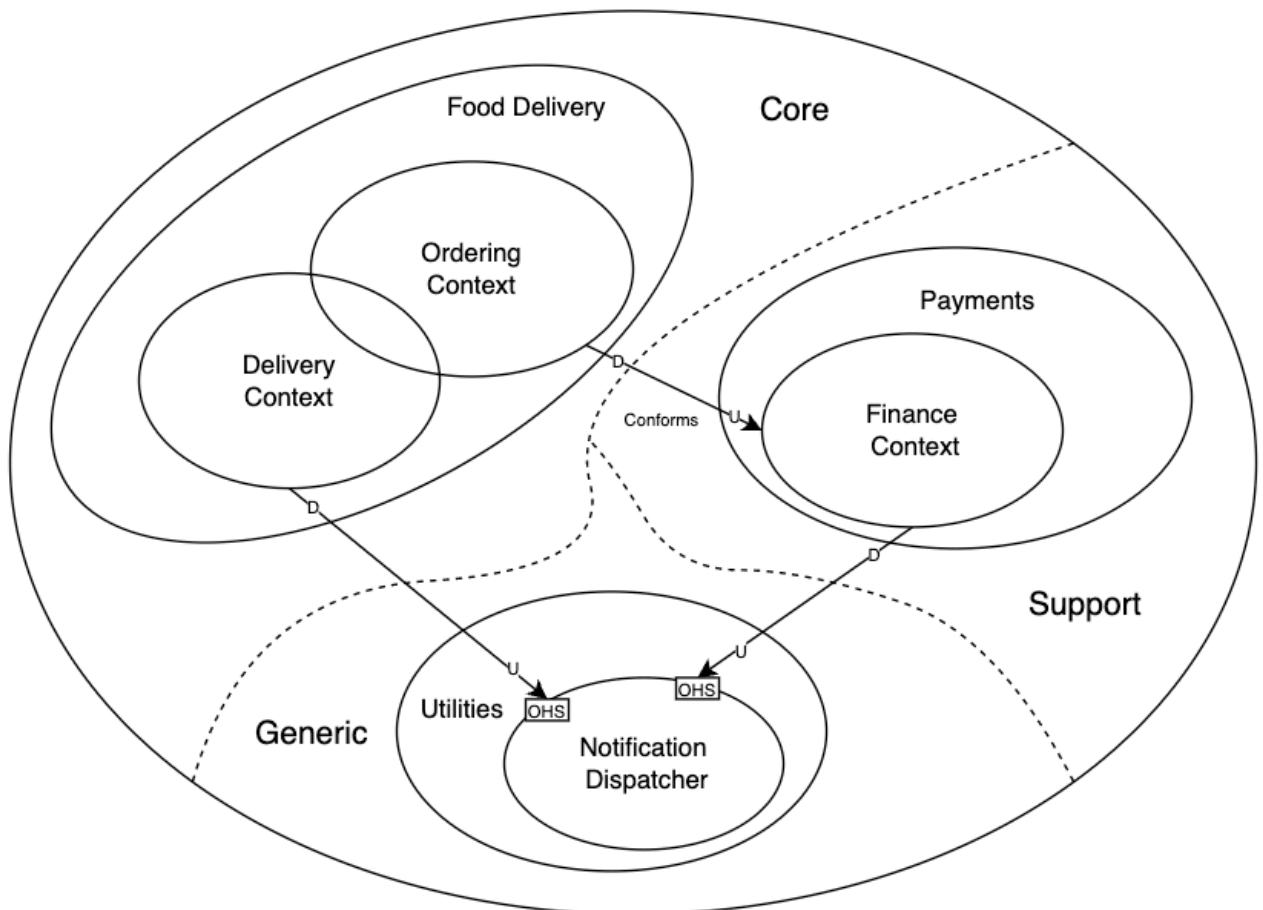 Food Delivery
Core
Ordering
Context
Delivery
Context
Payments
D
Conforms
U
Finance
Context
D
D
Support
U
U
OHS
OHS
Utilities
Generic
Notification
Dispatcher